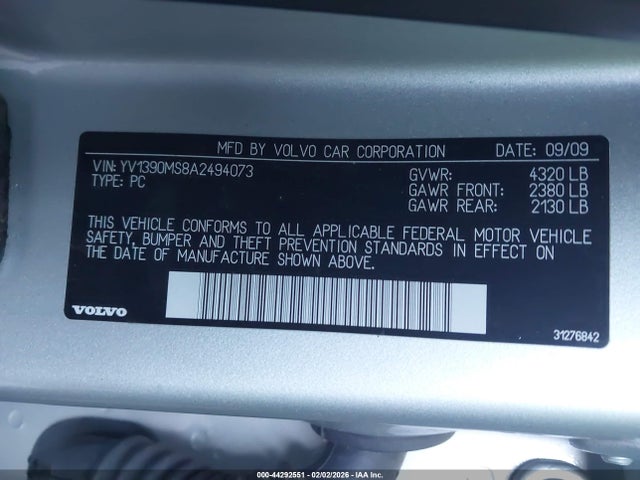 MFD BY VOLVO CAR CORPORATION DATE: 09/09
VIN: YV1390MS8A2494073
TYPE: PC
GVWR: 4320 LB
GAWR FRONT: 2380 LB
GAWR REAR: 2130 LB
THIS VEHICLE CONFORMS TO ALL APPLICABLE FEDERAL MOTOR VEHICLE
SAFETY, BUMPER AND THEFT PREVENTION STANDARDS IN EFFECT ON
THE DATE OF MANUFACTURE SHOWN ABOVE.
VOLVO
31276842
000-44292551 - 02/02/2026 - IAAI: Internal